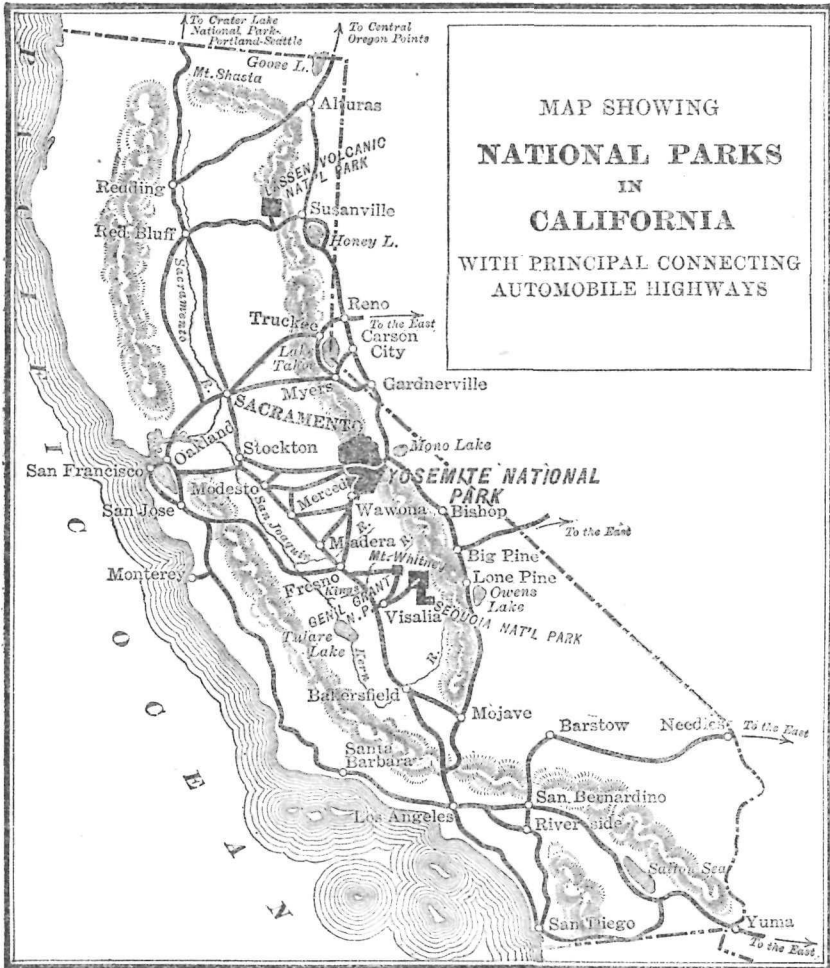 To Crater Lake
National Park-
Portland-Seattle
To Central
Oregon Points
Goose L.
Mt. Shasta
Alturas
MAP SHOWING
NATIONAL PARKS
IN
CALIFORNIA
WITH PRINCIPAL CONNECTING
AUTOMOBILE HIGHWAYS
LASSEN VOLCANIC
NAT'L PARK
Redding
Susanville
Red Bluff
Honey L.
Sacramento
R.
Reno
To the East
Truckee
Carson
City
Lake
Tahoe
Myers
Gardnerville
SACRAMENTO
Oakland
Stockton
Mono Lake
San Francisco
YOSEMITE NATIONAL
PARK
Modesto
Merced
R.
San Jose
Wawona
Bishop
San Joaquin
R.
To the East
Madera
Big Pine
Mt. Whitney
Monterey
Fresno
Lone Pine
Kings
Owens
Lake
GEN'L GRANT
N.P.
Visalia
SEQUOIA NAT'L PARK
Tulare
Lake
Kern
R.
Bakersfield
Mojave
Barstow
Needles
To the East
Santa
Barbara
San Bernardino
Los Angeles
Riverside
Salton Sea
San Diego
Yuma
To the East
PACIFIC OCEAN